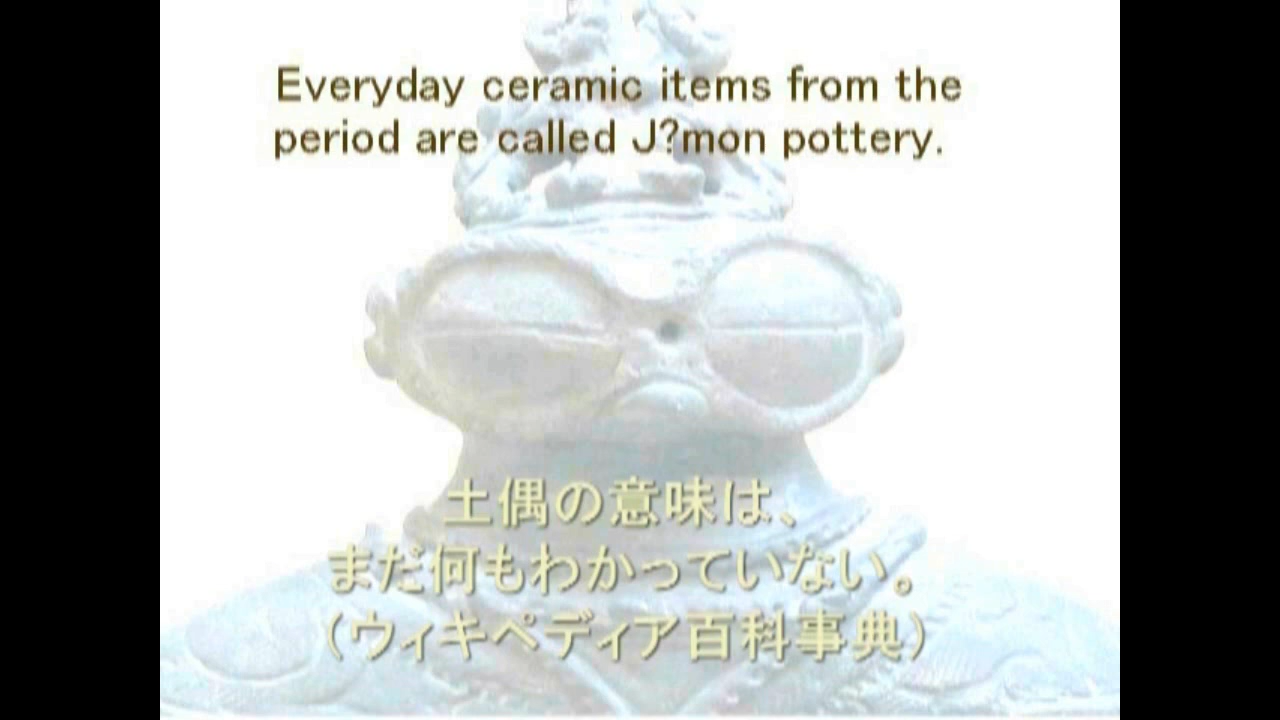 Everyday ceramic items from the
period are called J?mon pottery.
土偶の意味は、
まだ何もわかっていない。
（ウィキペディア百科事典）